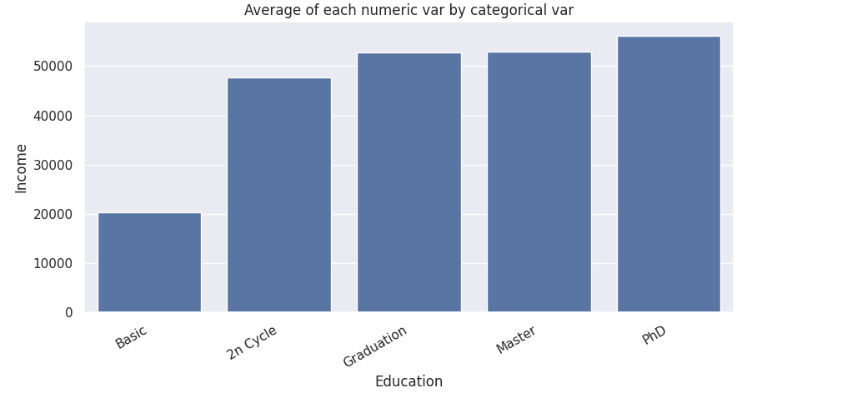 Average of each numeric var by categorical var
Income
50000
40000
30000
20000
10000
0
Basic
2n Cycle
Graduation
Master
PhD
Education